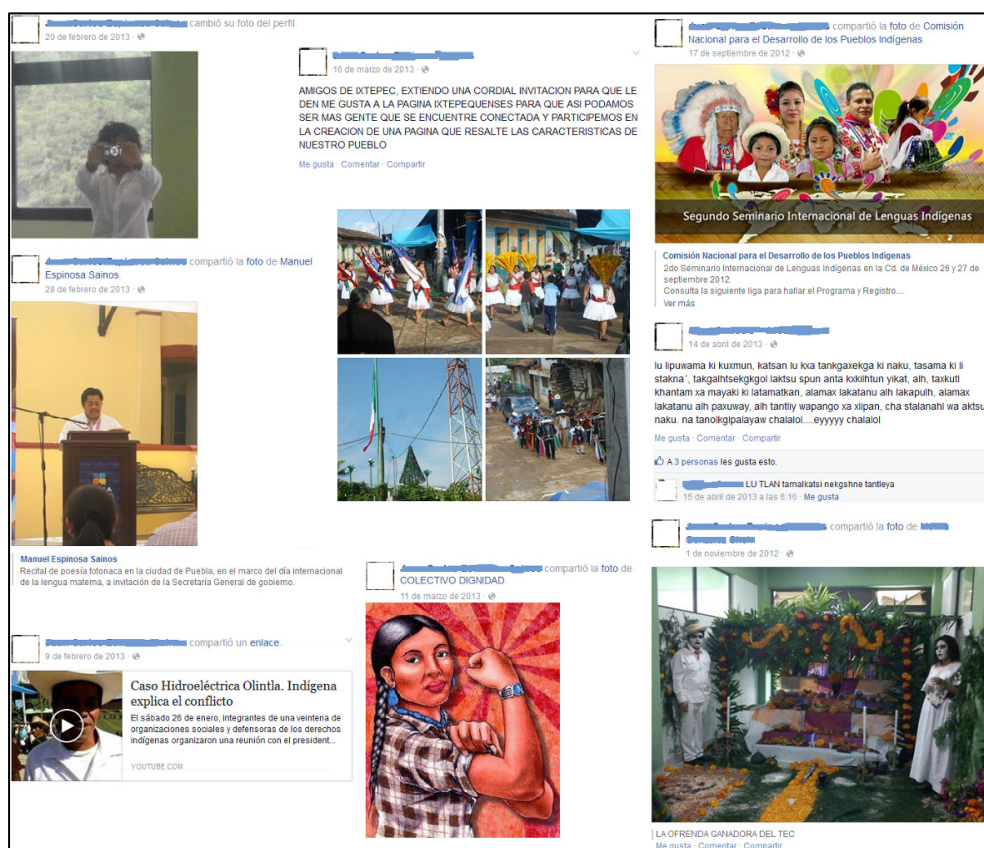 cambió su foto del perfil.
20 de febrero de 2013
compartió la foto de Manuel
Espinosa Sainos.
28 de febrero de 2013
Manuel Espinosa Sainos
Recital de poesía totonaca en la ciudad de Puebla, en el marco del día internacional
de la lengua materna, a invitación de la Secretaría General de gobierno.
compartió un enlace.
9 de febrero de 2013
Caso Hidroeléctrica Olintla. Indígena
explica el conflicto
El sábado 26 de enero, integrantes de una veintena de
organizaciones sociales y defensoras de los derechos
indígenas organizaron una reunión con el president...
YOUTUBE.COM
16 de marzo de 2013
AMIGOS DE IXTEPEC, EXTIENDO UNA CORDIAL INVITACION PARA QUE LE
DEN ME GUSTA A LA PAGINA IXTEPEQUENSES PARA QUE ASI PODAMOS
SER MAS GENTE QUE SE ENCUENTRE CONECTADA Y PARTICIPEMOS EN
LA CREACION DE UNA PAGINA QUE RESALTE LAS CARACTERISTICAS DE
NUESTRO PUEBLO
Me gusta · Comentar · Compartir
compartió la foto de
COLECTIVO DIGNIDAD.
11 de marzo de 2013
compartió la foto de Comisión
Nacional para el Desarrollo de los Pueblos Indígenas.
17 de septiembre de 2012
Segundo Seminario Internacional de Lenguas Indígenas
Comisión Nacional para el Desarrollo de los Pueblos Indígenas
2do Seminario Internacional de Lenguas Indígenas en la Cd. de México 26 y 27 de
septiembre 2012.
Consulta la siguiente liga para hallar el Programa y Registro....
Ver más
14 de abril de 2013
lu lipuwama ki kuxmun, katsan lu kxa tankgaxekga ki naku, tasama ki li
stakna´, takgalhtsekgkgol laktsu spun anta kxkilhtun yikat, alh, taxkutl
khantam xa mayaki ki latamatkan, alamax lakatanu alh lakapulh, alamax
lakatanu alh paxuway, alh tantliy wapango xa xlipan, cha stalanahl wa aktsu
naku. na tanoikglpalayaw chalalol....eyyyyy chalalol
Me gusta · Comentar · Compartir
A 3 personas les gusta esto.
LU TLAN tamalkatsi nekgshne tantleya
15 de abril de 2013 a las 6:16 · Me gusta
compartió la foto de
1 de noviembre de 2012
LA OFRENDA GANADORA DEL TEC
Me gusta · Comentar · Compartir